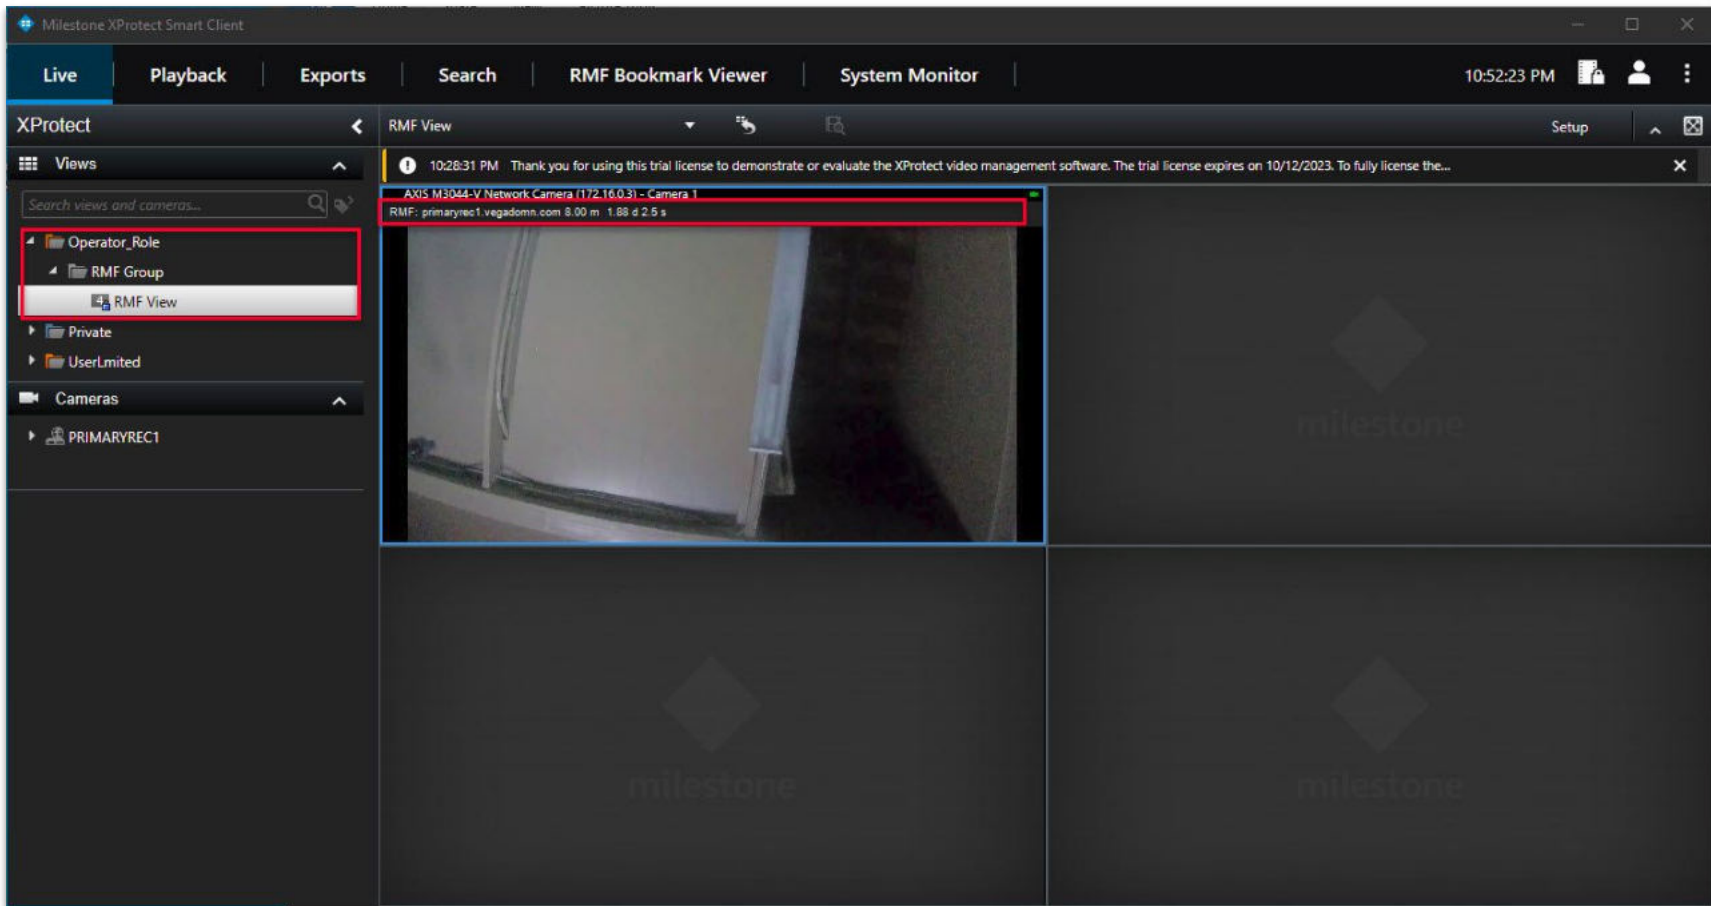 Milestone XProtect Smart Client
Live
Playback
Exports
Search
RMF Bookmark Viewer
System Monitor
10:52:23 PM
XProtect
RMF View
Setup
Views
10:28:31 PM Thank you for using this trial license to demonstrate or evaluate the XProtect video management software. The trial license expires on 10/12/2023. To fully license the...
Search views and cameras...
AXIS M3044-V Network Camera (172.16.0.3) - Camera 1
RMF: primaryrec1.vegadomn.com 8.00 m 1.88 d 2.5 s
Operator_Role
RMF Group
RMF View
Private
UserLmited
Cameras
PRIMARYREC1
milestone
milestone
milestone